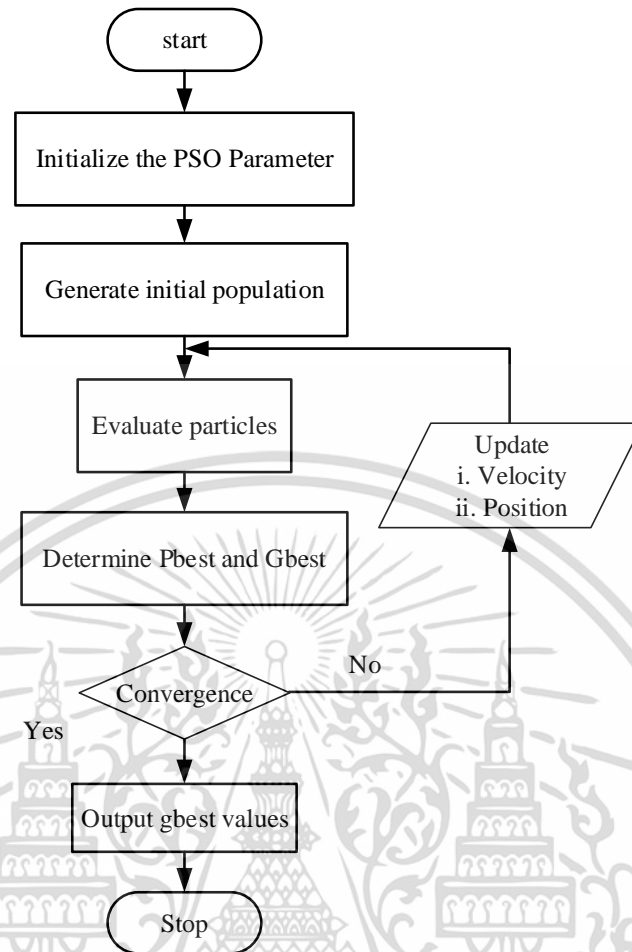 start
Initialize the PSO Parameter
Generate initial population
Evaluate particles
Update
i. Velocity
ii. Position
Determine Pbest and Gbest
No
Convergence
Yes
Output gbest values
Stop